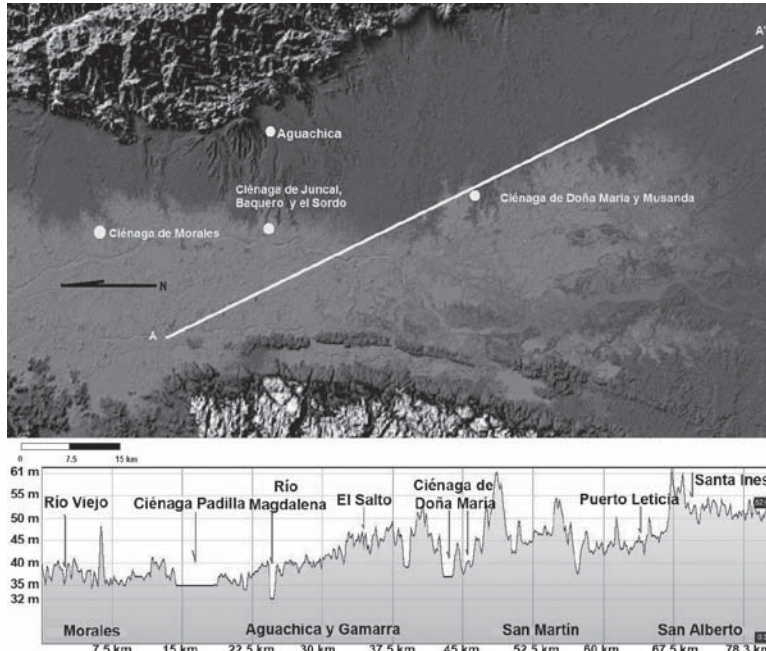 A'
Aguachica
Ciénaga de Juncal,
Baquero y el Sordo
Ciénaga de Doña Maria y Musanda
Ciénaga de Morales
N
A
0 7.5 15 km
61 m
55 m
50 m
45 m
40 m
35 m
32 m
Río Viejo
Ciénaga Padilla
Río
Magdalena
El Salto
Ciénaga de
Doña María
Puerto Leticia
Santa Ines
Morales
Aguachica y Gamarra
San Martín
San Alberto
7.5 km 15 km 22.5 km 30 km 37.5 km 45 km 52.5 km 60 km 67.5 km 78.3 km